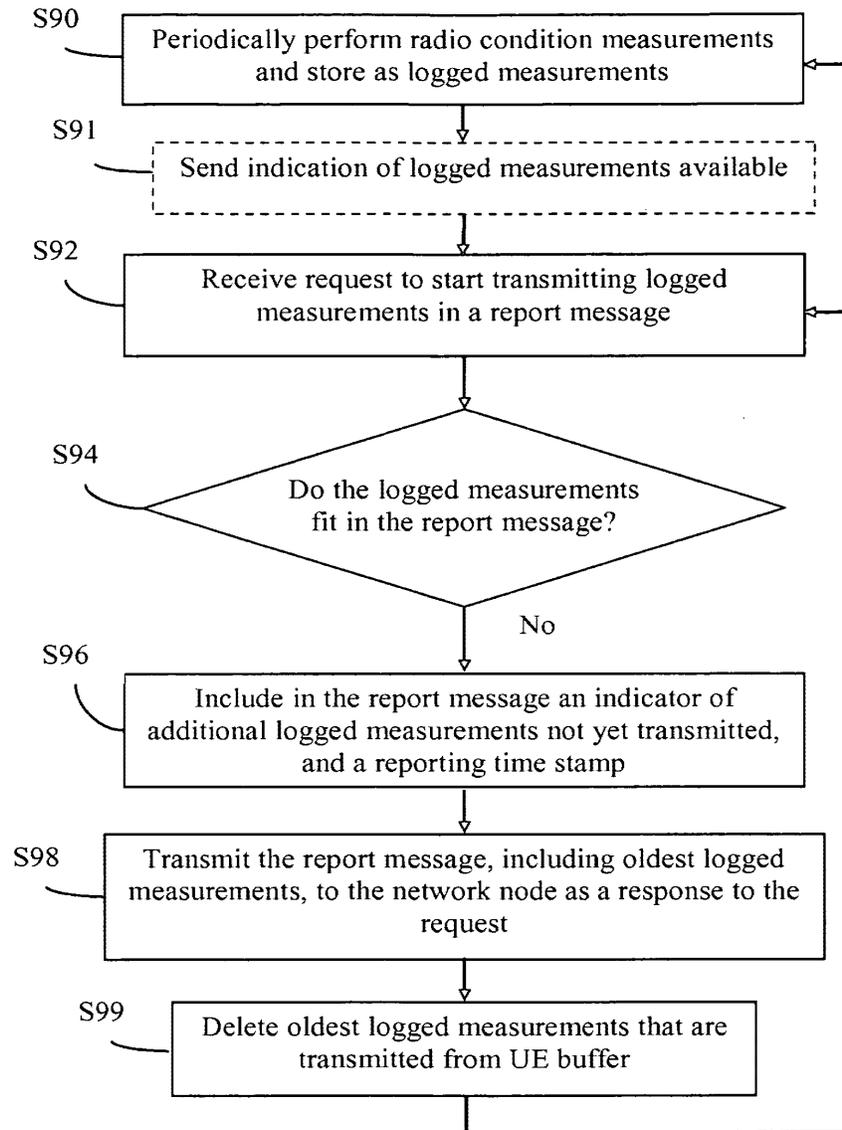 S90
Periodically perform radio condition measurements
and store as logged measurements
S91
Send indication of logged measurements available
S92
Receive request to start transmitting logged
measurements in a report message
S94
Do the logged measurements
fit in the report message?
No
S96
Include in the report message an indicator of
additional logged measurements not yet transmitted,
and a reporting time stamp
S98
Transmit the report message, including oldest logged
measurements, to the network node as a response to the
request
S99
Delete oldest logged measurements that are
transmitted from UE buffer